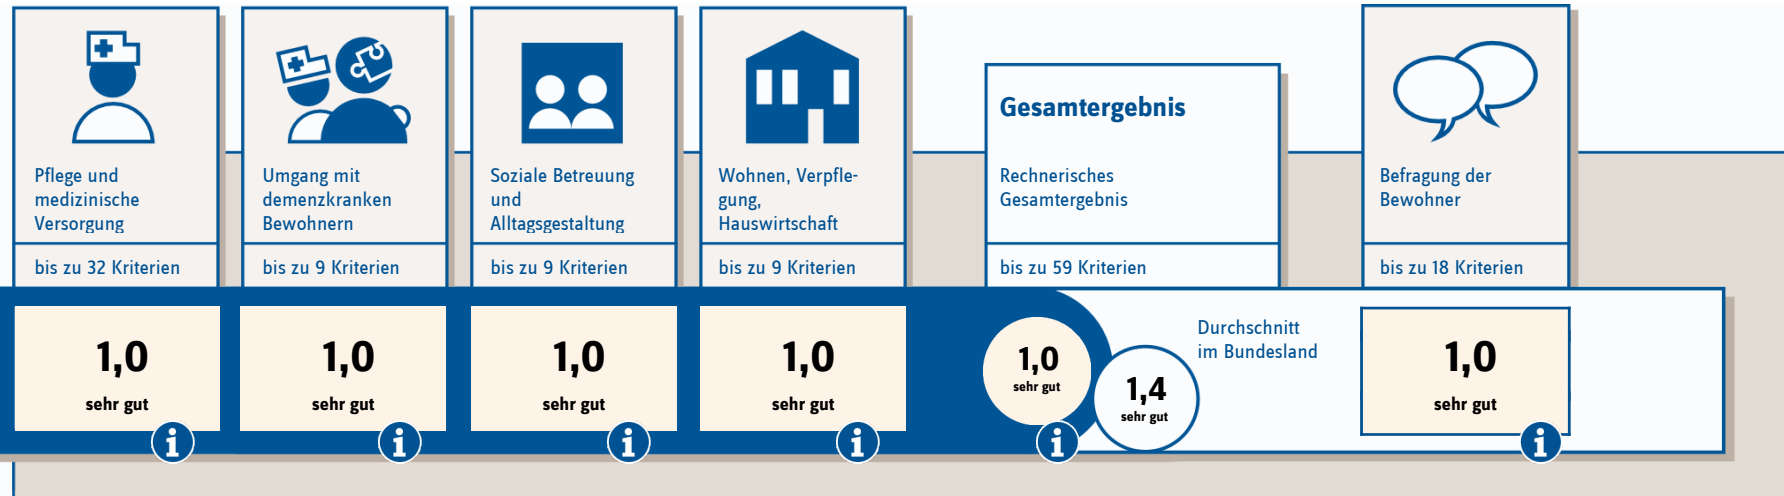 Pflege und
medizinische
Versorgung
bis zu 32 Kriterien
1,0
sehr gut
i
Umgang mit
demenzkranken
Bewohnern
bis zu 9 Kriterien
1,0
sehr gut
i
Soziale Betreuung
und
Alltagsgestaltung
bis zu 9 Kriterien
1,0
sehr gut
i
Wohnen, Verpfle-
gung,
Hauswirtschaft
bis zu 9 Kriterien
1,0
sehr gut
i
Gesamtergebnis
Rechnerisches
Gesamtergebnis
bis zu 59 Kriterien
1,0
sehr gut
i
1,4
sehr gut
Durchschnitt
im Bundesland
Befragung der
Bewohner
bis zu 18 Kriterien
1,0
sehr gut
i